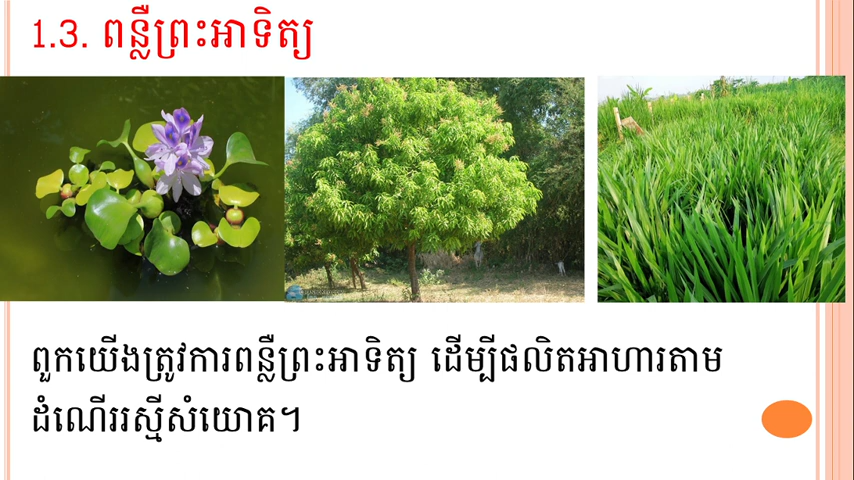 1.3. ពន្លឺព្រះអាទិត្យ
ពួកយើងត្រូវការពន្លឺព្រះអាទិត្យ ដើម្បីផលិតអាហារតាម
ដំណើររស្មីសំយោគ។